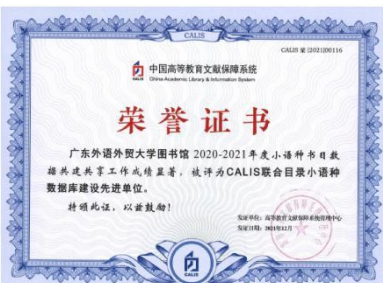 CALIS
CALIS 荣 [2021]00116
中国高等教育文献保障系统
China Academic Library & Information System
荣誉证书
广东外语外贸大学图书馆 2020-2021年度小语种书目数
据共建共享工作成绩显著，被评为CALIS联合目录小语种
数据库建设先进单位。
特颁此证，以兹鼓励！
发证单位：高等教育文献保障系统管理中心
发证日期：2021年12月
CALIS